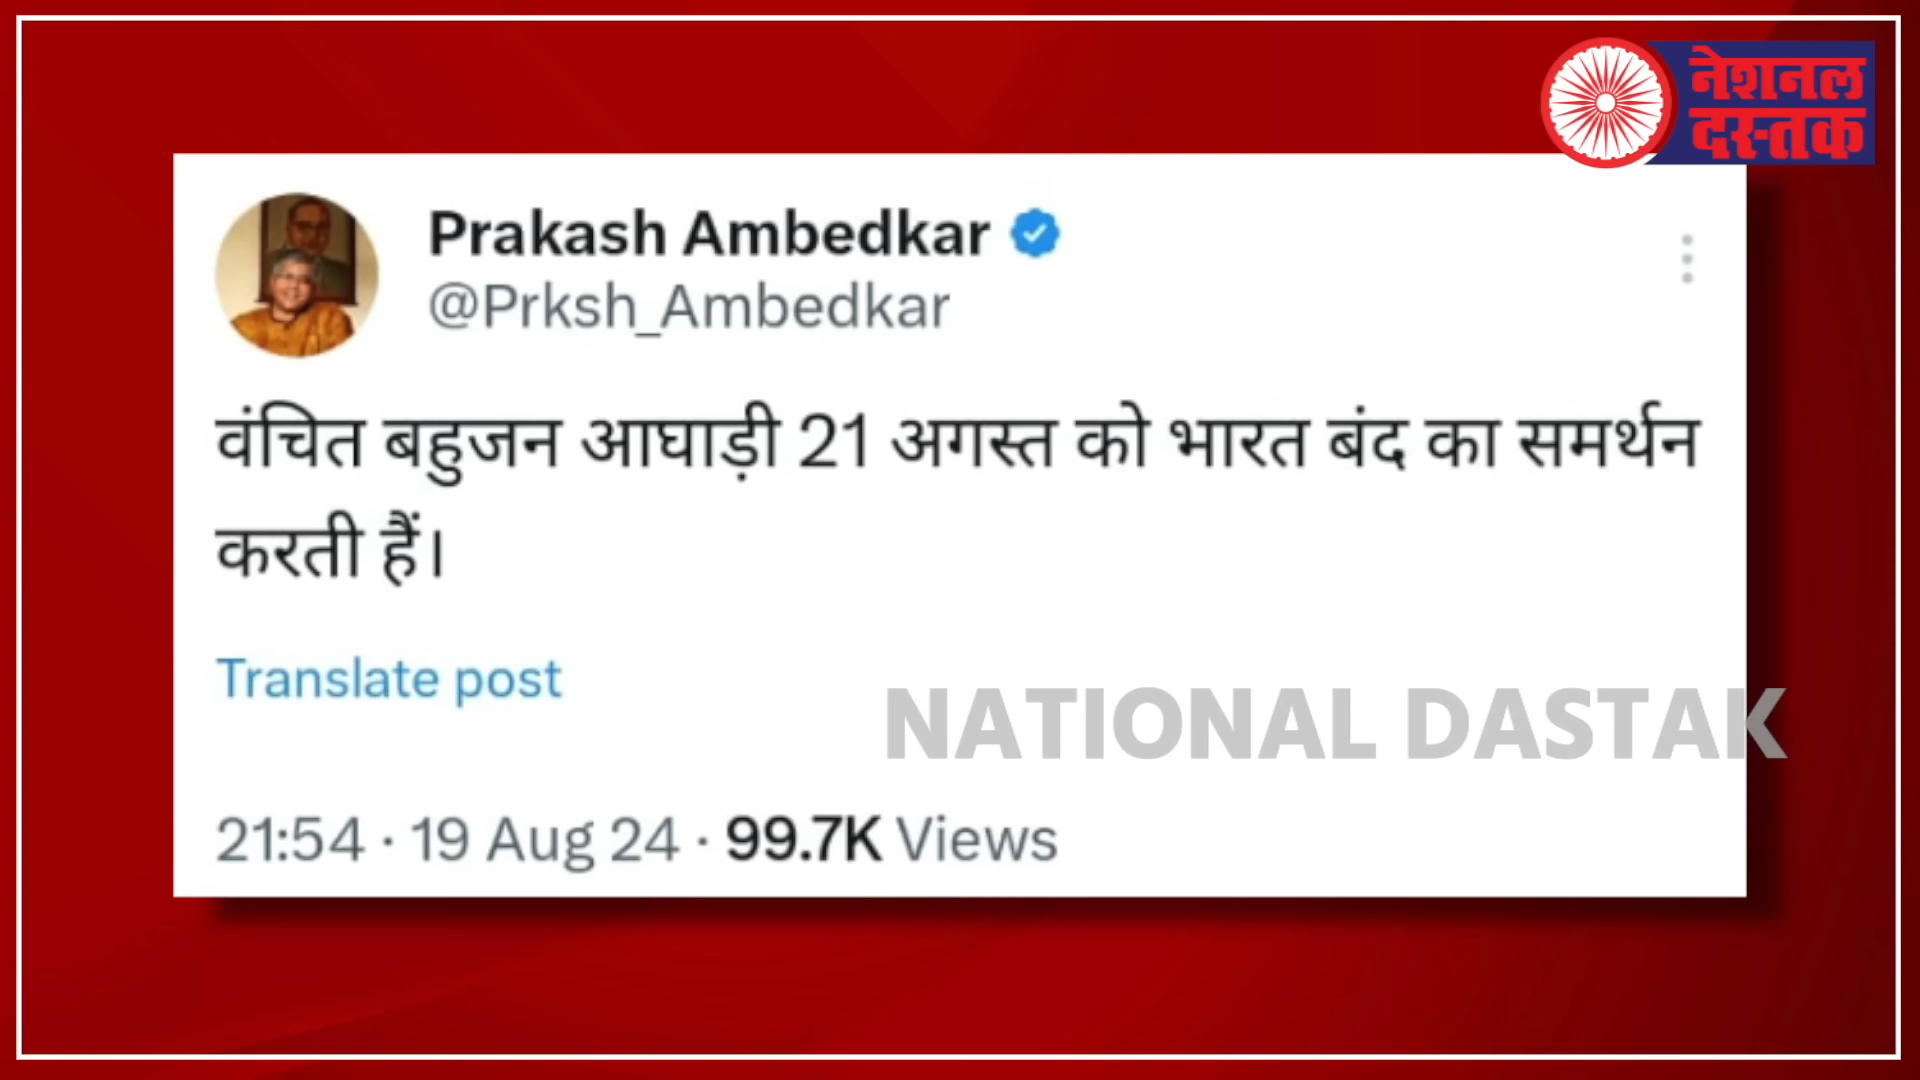 नेशनल
दस्तक
Prakash Ambedkar
@Prksh_Ambedkar
वंचित बहुजन आघाड़ी 21 अगस्त को भारत बंद का समर्थन
करती हैं।
Translate post
NATIONAL DASTAK
21:54 · 19 Aug 24 · 99.7K Views